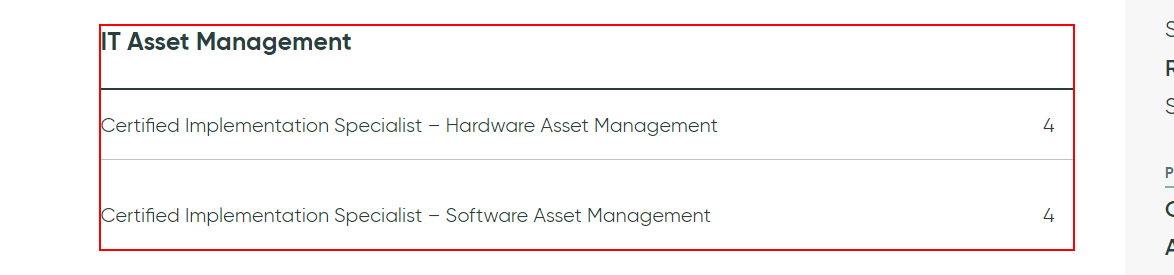 IT Asset Management
Certified Implementation Specialist – Hardware Asset Management 4
Certified Implementation Specialist – Software Asset Management 4